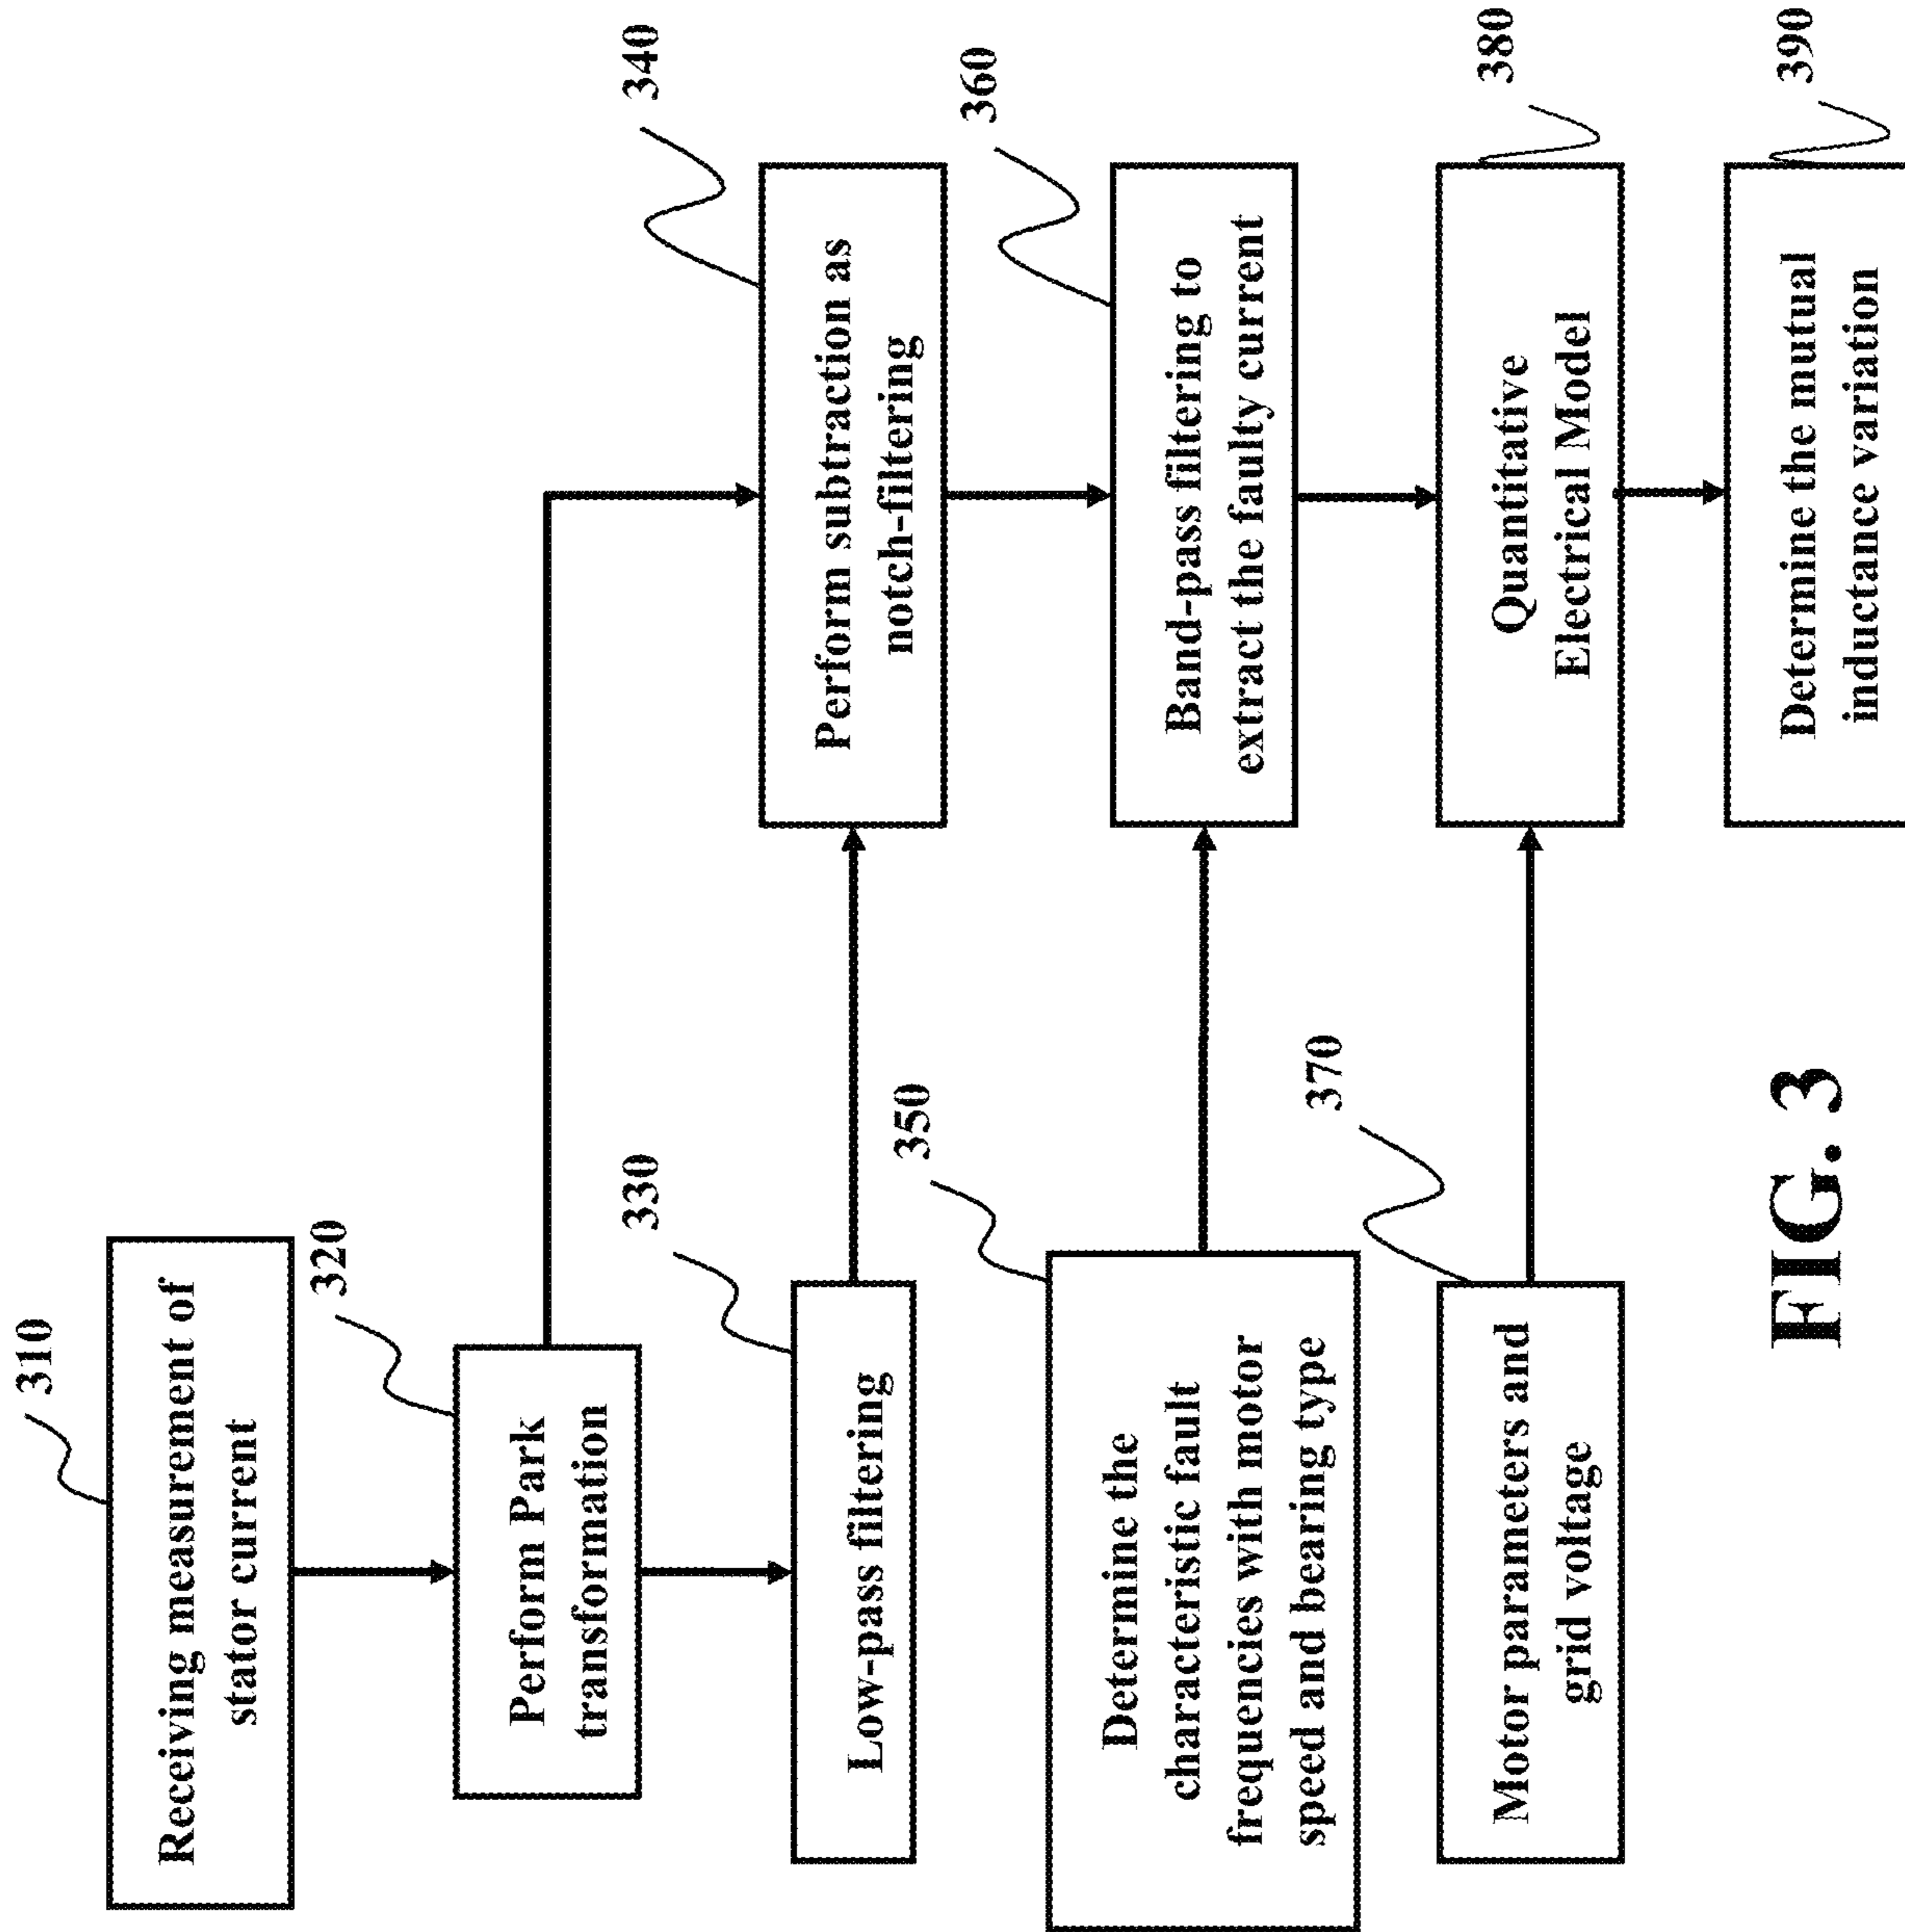 310
Receiving measurement of
stator current
320
Perform Park
transformation
330
Low-pass filtering
340
Perform subtraction as
notch-filtering
350
Determine the
characteristic fault
frequencies with motor
speed and bearing type
360
Band-pass filtering to
extract the faulty current
370
Motor parameters and
grid voltage
380
Quantitative
Electrical Model
390
Determine the mutual
inductance variation
FIG. 3